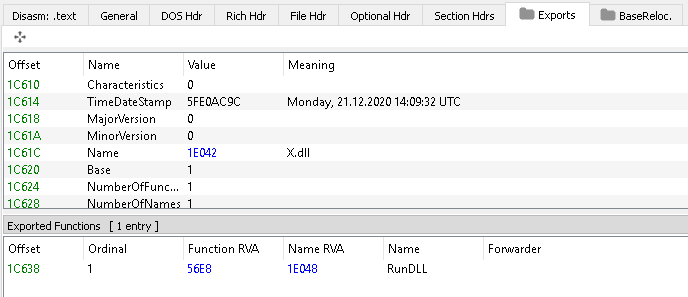 Disasm: .text General DOS Hdr Rich Hdr File Hdr Optional Hdr Section Hdrs Exports BaseReloc.
Offset Name Value Meaning
1C610 Characteristics 0
1C614 TimeDateStamp 5FE0AC9C Monday, 21.12.2020 14:09:32 UTC
1C618 MajorVersion 0
1C61A MinorVersion 0
1C61C Name 1E042 X.dll
1C620 Base 1
1C624 NumberOfFunc... 1
1C628 NumberOfNames 1
Exported Functions [ 1 entry ]
Offset Ordinal Function RVA Name RVA Name Forwarder
1C638 1 56E8 1E048 RunDLL